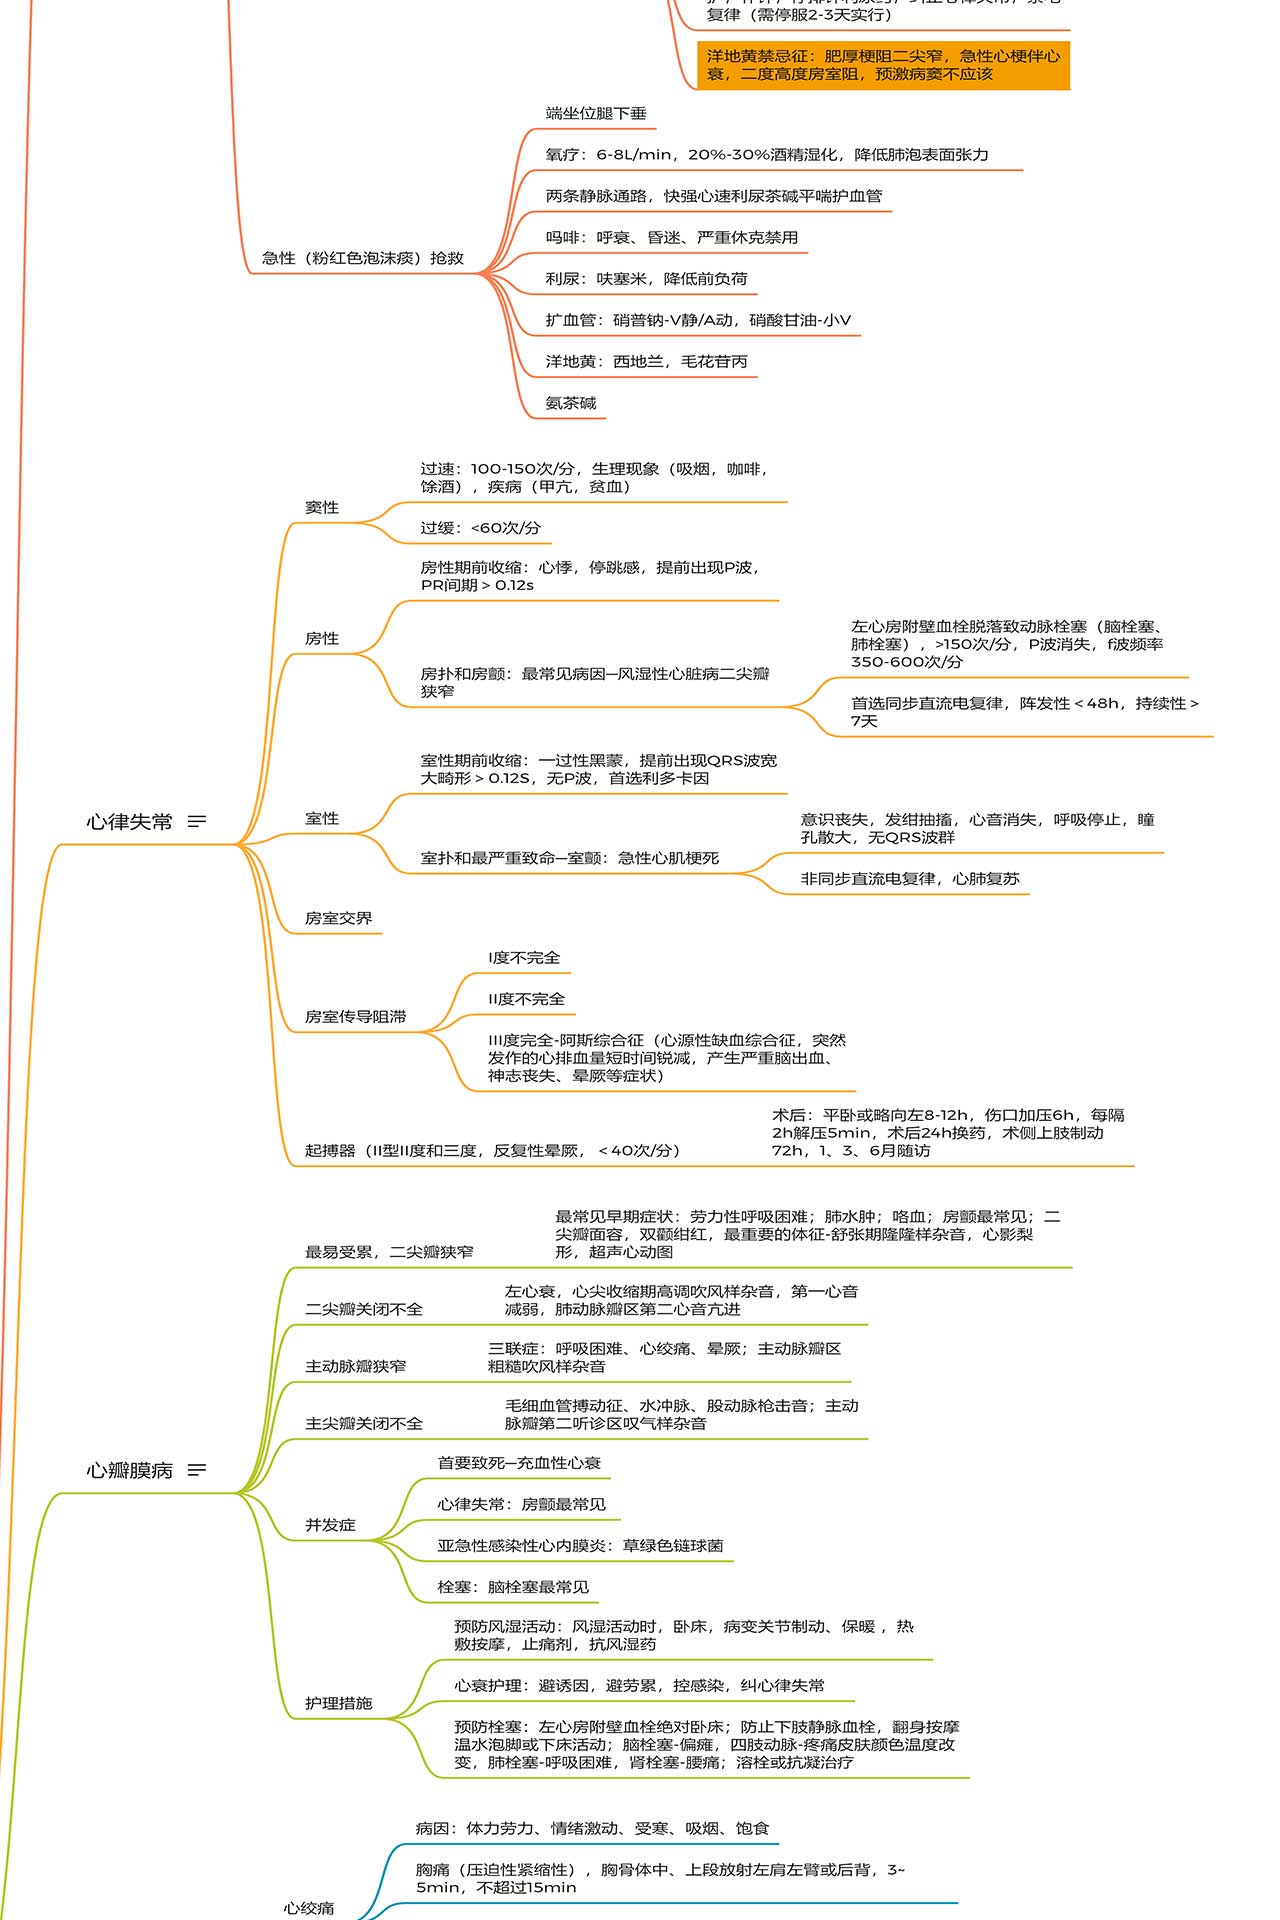 复律（需停服2-3天实行）
洋地黄禁忌征：肥厚梗阻二尖窄，急性心梗伴心
衰，二度高度房室阻，预激病窦不应该
端坐位腿下垂
氧疗：6-8L/min，20%-30%酒精湿化，降低肺泡表面张力
两条静脉通路，快强心速利尿茶碱平喘护血管
吗啡：呼衰、昏迷、严重休克禁用
急性（粉红色泡沫痰）抢救
利尿：呋塞米，降低前负荷
扩血管：硝普钠-V静/A动，硝酸甘油-小V
洋地黄：西地兰，毛花苷丙
氨茶碱
过速：100-150次/分，生理现象（吸烟，咖啡，
馀酒），疾病（甲亢，贫血）
窦性
过缓：<60次/分
房性期前收缩：心悸，停跳感，提前出现P波，
PR间期＞0.12s
房性
左心房附壁血栓脱落致动脉栓塞（脑栓塞、
肺栓塞），>150次/分，P波消失，f波频率
350-600次/分
房扑和房颤：最常见病因—风湿性心脏病二尖瓣
狭窄
首选同步直流电复律，阵发性＜48h，持续性＞
7天
室性期前收缩：一过性黑蒙，提前出现QRS波宽
大畸形＞0.12S，无P波，首选利多卡因
心律失常
室性
意识丧失，发绀抽搐，心音消失，呼吸停止，瞳
孔散大，无QRS波群
室扑和最严重致命—室颤：急性心肌梗死
非同步直流电复律，心肺复苏
房室交界
I度不完全
II度不完全
房室传导阻滞
III度完全-阿斯综合征（心源性缺血综合征，突然
发作的心排血量短时间锐减，产生严重脑出血、
神志丧失、晕厥等症状）
起搏器（II型II度和三度，反复性晕厥，＜40次/分）
术后：平卧或略向左8-12h，伤口加压6h，每隔
2h解压5min，术后24h换药，术侧上肢制动
72h，1、3、6月随访
最易受累，二尖瓣狭窄
最常见早期症状：劳力性呼吸困难；肺水肿；咯血；房颤最常见；二
尖瓣面容，双颧绀红，最重要的体征-舒张期隆隆样杂音，心影梨
形，超声心动图
二尖瓣关闭不全
左心衰，心尖收缩期高调吹风样杂音，第一心音
减弱，肺动脉瓣区第二心音亢进
主动脉瓣狭窄
三联症：呼吸困难、心绞痛、晕厥；主动脉瓣区
粗糙吹风样杂音
主尖瓣关闭不全
毛细血管搏动征、水冲脉、股动脉枪击音；主动
脉瓣第二听诊区叹气样杂音
心瓣膜病
首要致死—充血性心衰
心律失常：房颤最常见
并发症
亚急性感染性心内膜炎：草绿色链球菌
栓塞：脑栓塞最常见
预防风湿活动：风湿活动时，卧床，病变关节制动、保暖，热
敷按摩，止痛剂，抗风湿药
护理措施
心衰护理：避诱因，避劳累，控感染，纠心律失常
预防栓塞：左心房附壁血栓绝对卧床；防止下肢静脉血栓，翻身按摩
温水泡脚或下床活动；脑栓塞-偏瘫，四肢动脉-疼痛皮肤颜色温度改
变，肺栓塞-呼吸困难，肾栓塞-腰痛；溶栓或抗凝治疗
病因：体力劳力、情绪激动、受寒、吸烟、饱食
胸痛（压迫性紧缩性），胸骨体中、上段放射左肩左臂或后背，3~
5min，不超过15min
心绞痛